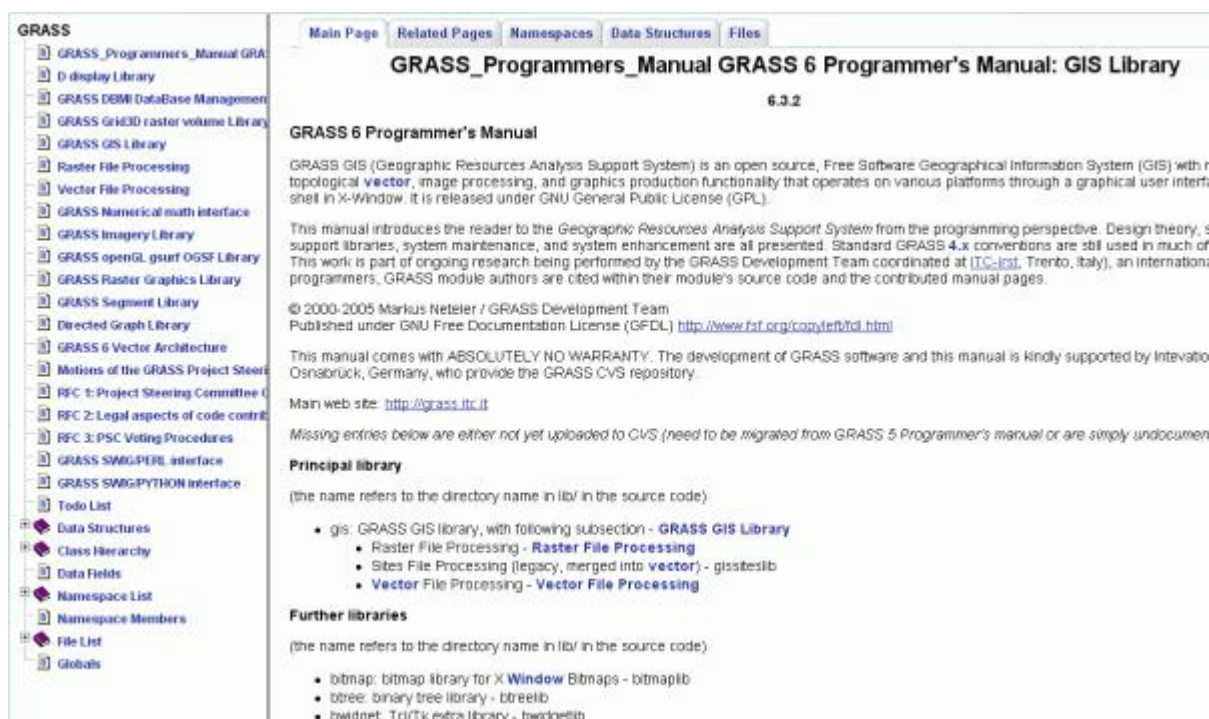 GRASS
GRASS_Programmers_Manual GRA
D display Library
GRASS DBMI DataBase Managemen
GRASS Grid3D raster volume Library
GRASS GIS Library
Raster File Processing
Vector File Processing
GRASS Numerical math interface
GRASS Imagery Library
GRASS openGL gsurf OGSF Library
GRASS Raster Graphics Library
GRASS Segment Library
Directed Graph Library
GRASS 6 Vector Architecture
Motions of the GRASS Project Steeri
RFC 1: Project Steering Committee
RFC 2: Legal aspects of code contrib
RFC 3: PSC Voting Procedures
GRASS SWIG/PERL interface
GRASS SWIG/PYTHON interface
Todo List
Data Structures
Class Hierarchy
Data Fields
Namespace List
Namespace Members
File List
Globals
Main Page Related Pages Namespaces Data Structures Files
GRASS_Programmers_Manual GRASS 6 Programmer's Manual: GIS Library
6.3.2
GRASS 6 Programmer's Manual
GRASS GIS (Geographic Resources Analysis Support System) is an open source, Free Software Geographical Information System (GIS) with
topological vector, image processing, and graphics production functionality that operates on various platforms through a graphical user interfa
shell in X-Window. It is released under GNU General Public License (GPL).
This manual introduces the reader to the Geographic Resources Analysis Support System from the programming perspective. Design theory, s
support libraries, system maintenance, and system enhancement are all presented. Standard GRASS 4.x conventions are still used in much of
This work is part of ongoing research being performed by the GRASS Development Team coordinated at ITC-irst, Trento, Italy), an internationa
programmers, GRASS module authors are cited within their module's source code and the contributed manual pages.
© 2000-2005 Markus Neteler / GRASS Development Team
Published under GNU Free Documentation License (GFDL) http://www.fsf.org/copyleft/fdl.html
This manual comes with ABSOLUTELY NO WARRANTY. The development of GRASS software and this manual is kindly supported by Intevatio
Osnabrück, Germany, who provide the GRASS CVS repository.
Main web site: http://grass.itc.it
Missing entries below are either not yet uploaded to CVS (need to be migrated from GRASS 5 Programmer's manual or are simply undocumen
Principal library
(the name refers to the directory name in lib/ in the source code)
gis: GRASS GIS library, with following subsection - GRASS GIS Library
Raster File Processing - Raster File Processing
Sites File Processing (legacy, merged into vector) - gissiteslib
Vector File Processing - Vector File Processing
Further libraries
(the name refers to the directory name in lib/ in the source code)
bitmap: bitmap library for X Window Bitmaps - bitmaplib
btree: binary tree library - btreelib
bwidget: Tcl/Tk extra library - bwidgetlib